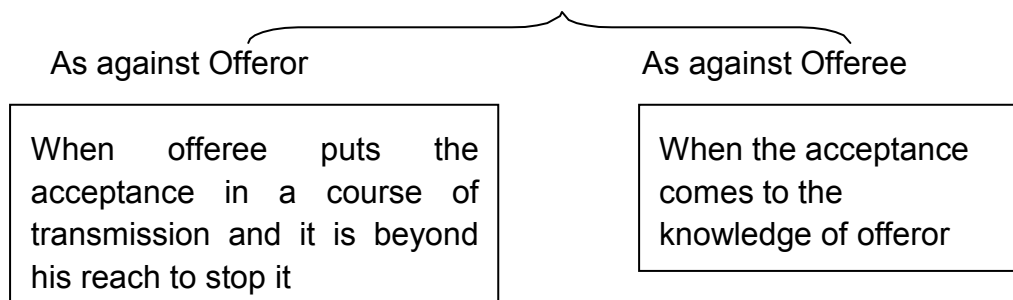 As against Offeror
As against Offeree
When offeree puts the
acceptance in a course of
transmission and it is beyond
his reach to stop it
When the acceptance
comes to the
knowledge of offeror